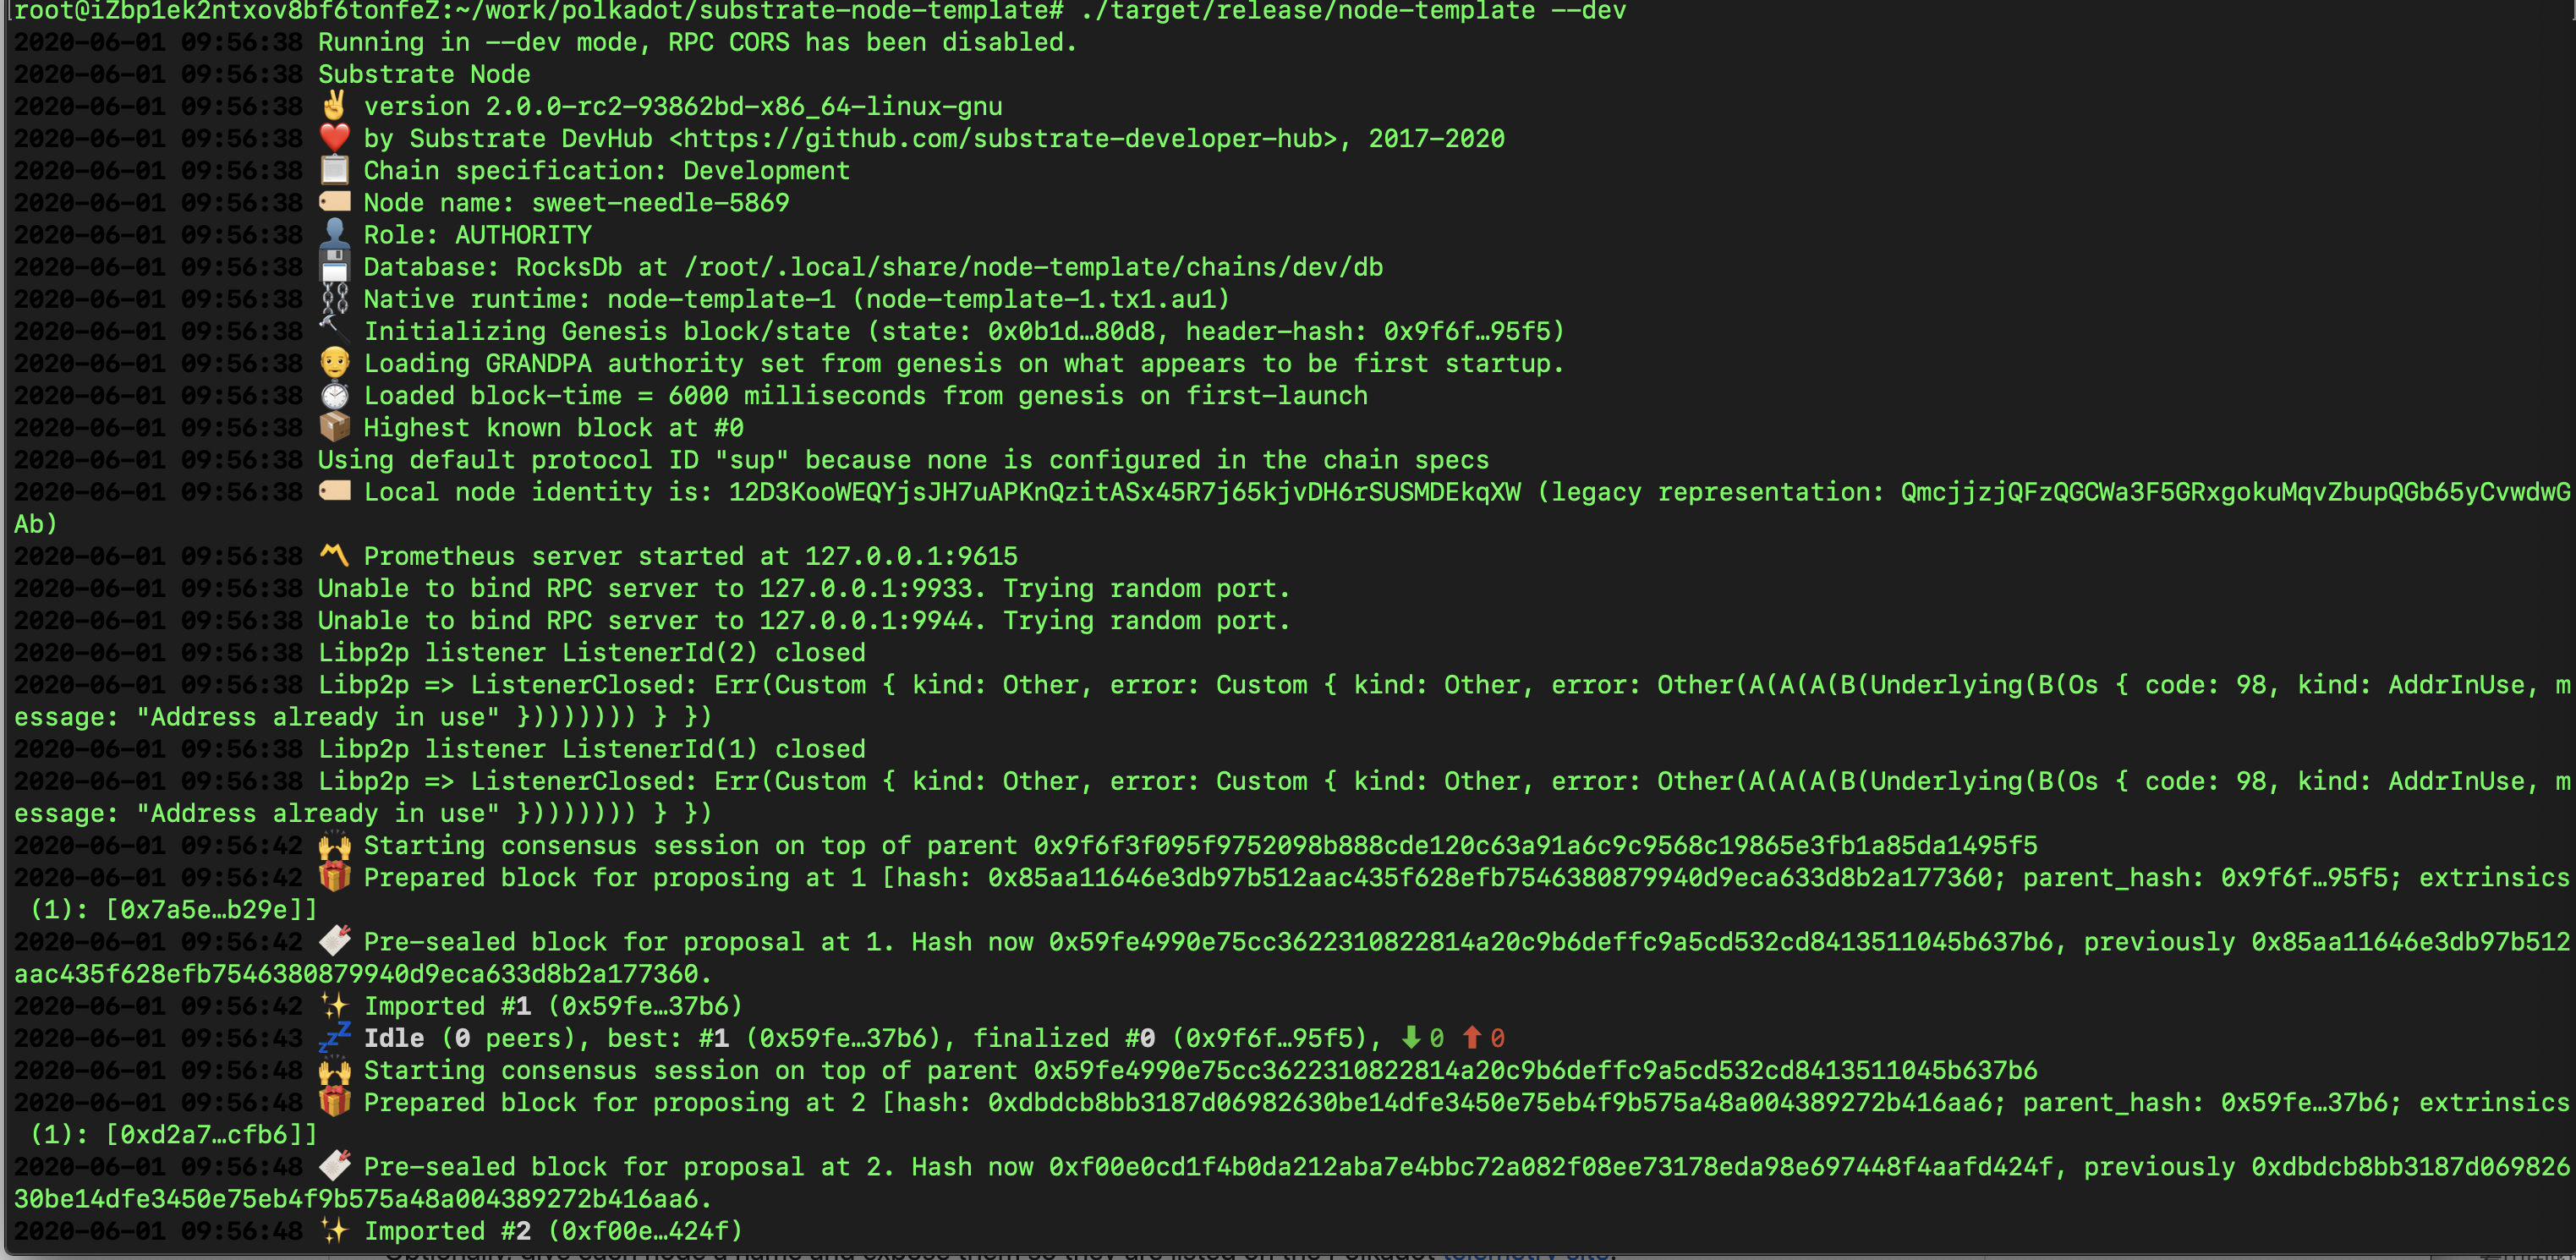 [root@iZbp1ek2ntxov8bf6tonfeZ:~/work/polkadot/substrate-node-template# ./target/release/node-template --dev
2020-06-01 09:56:38 Running in --dev mode, RPC CORS has been disabled.
2020-06-01 09:56:38 Substrate Node
2020-06-01 09:56:38 ✌️ version 2.0.0-rc2-93862bd-x86_64-linux-gnu
2020-06-01 09:56:38 ❤️ by Substrate DevHub <https://github.com/substrate-developer-hub>, 2017-2020
2020-06-01 09:56:38 📋 Chain specification: Development
2020-06-01 09:56:38 🏷 Node name: sweet-needle-5869
2020-06-01 09:56:38 👤 Role: AUTHORITY
2020-06-01 09:56:38 💾 Database: RocksDb at /root/.local/share/node-template/chains/dev/db
2020-06-01 09:56:38 ⛓ Native runtime: node-template-1 (node-template-1.tx1.au1)
2020-06-01 09:56:38 🔨 Initializing Genesis block/state (state: 0x0b1d…80d8, header-hash: 0x9f6f…95f5)
2020-06-01 09:56:38 👴 Loading GRANDPA authority set from genesis on what appears to be first startup.
2020-06-01 09:56:38 ⏱ Loaded block-time = 6000 milliseconds from genesis on first-launch
2020-06-01 09:56:38 📦 Highest known block at #0
2020-06-01 09:56:38 Using default protocol ID "sup" because none is configured in the chain specs
2020-06-01 09:56:38 🏷 Local node identity is: 12D3KooWEQYjsJH7uAPKnQzitASx45R7j65kjvDH6rSUSMDEkqXW (legacy representation: QmcjjzjQFzQGCWa3F5GRxgokuMqvZbupQGb65yCvwdwG
Ab)
2020-06-01 09:56:38 〽️ Prometheus server started at 127.0.0.1:9615
2020-06-01 09:56:38 Unable to bind RPC server to 127.0.0.1:9933. Trying random port.
2020-06-01 09:56:38 Unable to bind RPC server to 127.0.0.1:9944. Trying random port.
2020-06-01 09:56:38 Libp2p listener ListenerId(2) closed
2020-06-01 09:56:38 Libp2p => ListenerClosed: Err(Custom { kind: Other, error: Custom { kind: Other, error: Other(A(A(A(B(Underlying(B(Os { code: 98, kind: AddrInUse, m
essage: "Address already in use" })))))))) } })
2020-06-01 09:56:38 Libp2p listener ListenerId(1) closed
2020-06-01 09:56:38 Libp2p => ListenerClosed: Err(Custom { kind: Other, error: Custom { kind: Other, error: Other(A(A(A(B(Underlying(B(Os { code: 98, kind: AddrInUse, m
essage: "Address already in use" })))))))) } })
2020-06-01 09:56:42 🙌 Starting consensus session on top of parent 0x9f6f3f095f9752098b888cde120c63a91a6c9c9568c19865e3fb1a85da1495f5
2020-06-01 09:56:42 🎁 Prepared block for proposing at 1 [hash: 0x85aa11646e3db97b512aac435f628efb7546380879940d9eca633d8b2a177360; parent_hash: 0x9f6f…95f5; extrinsics
 (1): [0x7a5e…b29e]]
2020-06-01 09:56:42 🔖 Pre-sealed block for proposal at 1. Hash now 0x59fe4990e75cc3622310822814a20c9b6deffc9a5cd532cd8413511045b637b6, previously 0x85aa11646e3db97b512
aac435f628efb7546380879940d9eca633d8b2a177360.
2020-06-01 09:56:42 ✨ Imported #1 (0x59fe…37b6)
2020-06-01 09:56:43 💤 Idle (0 peers), best: #1 (0x59fe…37b6), finalized #0 (0x9f6f…95f5), ⬇ 0 ⬆ 0
2020-06-01 09:56:48 🙌 Starting consensus session on top of parent 0x59fe4990e75cc3622310822814a20c9b6deffc9a5cd532cd8413511045b637b6
2020-06-01 09:56:48 🎁 Prepared block for proposing at 2 [hash: 0xdbdcb8bb3187d06982630be14dfe3450e75eb4f9b575a48a004389272b416aa6; parent_hash: 0x59fe…37b6; extrinsics
 (1): [0xd2a7…cfb6]]
2020-06-01 09:56:48 🔖 Pre-sealed block for proposal at 2. Hash now 0xf00e0cd1f4b0da212aba7e4bbc72a082f08ee73178eda98e697448f4aafd424f, previously 0xdbdcb8bb3187d069826
30be14dfe3450e75eb4f9b575a48a004389272b416aa6.
2020-06-01 09:56:48 ✨ Imported #2 (0xf00e…424f)